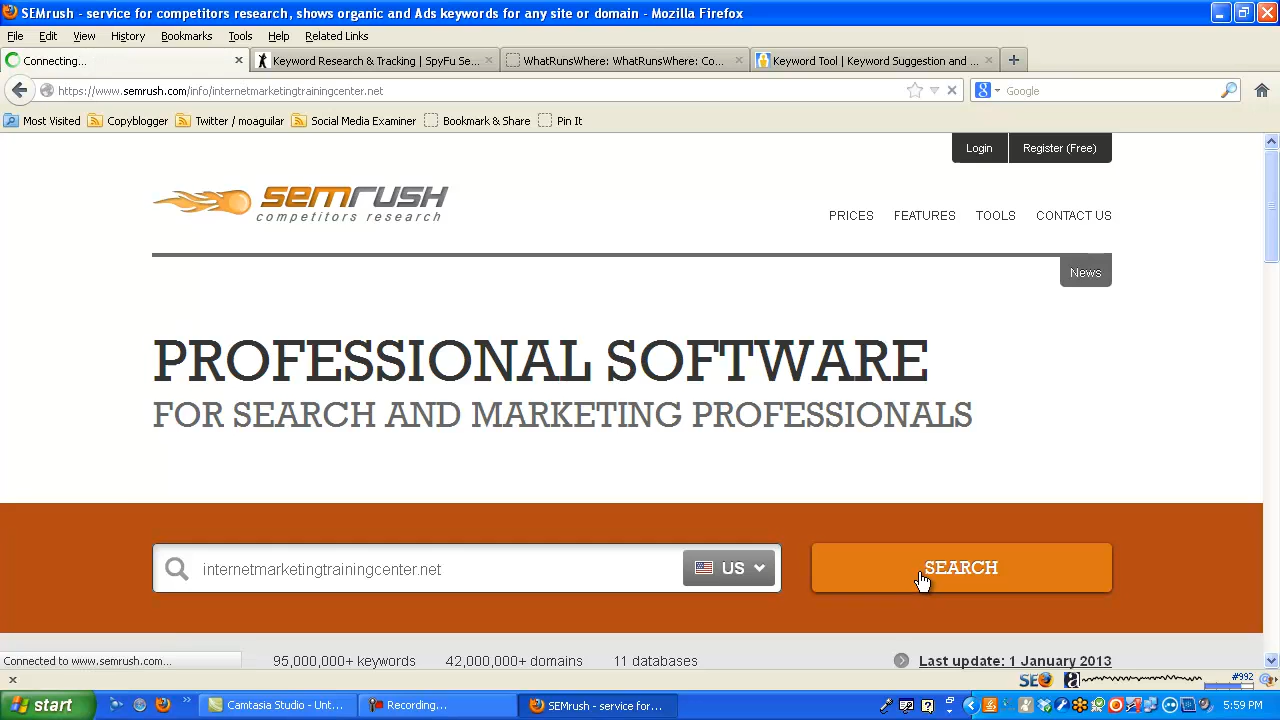 SEMrush - service for competitors research, shows organic and Ads keywords for any site or domain - Mozilla Firefox
File Edit View History Bookmarks Tools Help Related Links
Connecting... Keyword Research & Tracking | SpyFu Se... WhatRunsWhere: WhatRunsWhere: Co... Keyword Tool | Keyword Suggestion and ...
https://www.semrush.com/info/internetmarketingtrainingcenter.net Google
Most Visited Copyblogger Twitter / moaguilar Social Media Examiner Bookmark & Share Pin It
Login Register (Free)
semrush
competitors research
PRICES FEATURES TOOLS CONTACT US
News
PROFESSIONAL SOFTWARE
FOR SEARCH AND MARKETING PROFESSIONALS
internetmarketingtrainingcenter.net US SEARCH
95,000,000+ keywords 42,000,000+ domains 11 databases Last update: 1 January 2013
Connected to www.semrush.com...
SEO #992
start Camtasia Studio - Unt... Recording... SEMrush - service for... 5:59 PM